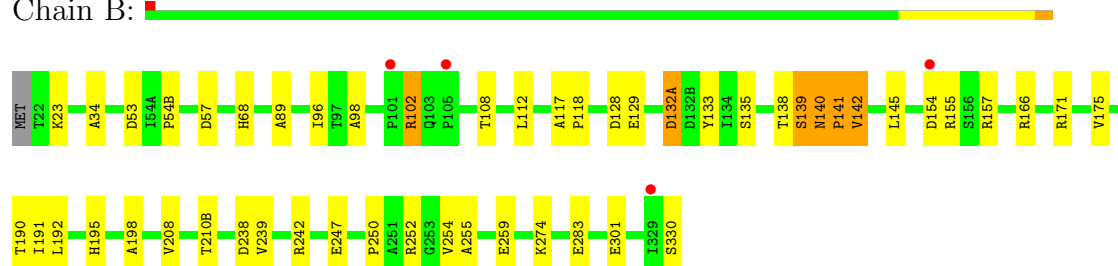 Chain B:
MET T22 K23 A34 D53 I54A P54B D57 H68 A89 I96 T97 A98 P101 R102 Q103 P105 T108 L112 A117 P118 D128 E129 D132A D132B Y133 I134 S135 T138 S139 N140 P141 V142 L145 D154 R155 S156 R157 R166 R171 V175
T190 I191 L192 H195 A198 V208 T210B D238 V239 R242 E247 P250 A251 R252 G253 V254 A255 E259 K274 E283 E301 I329 S330